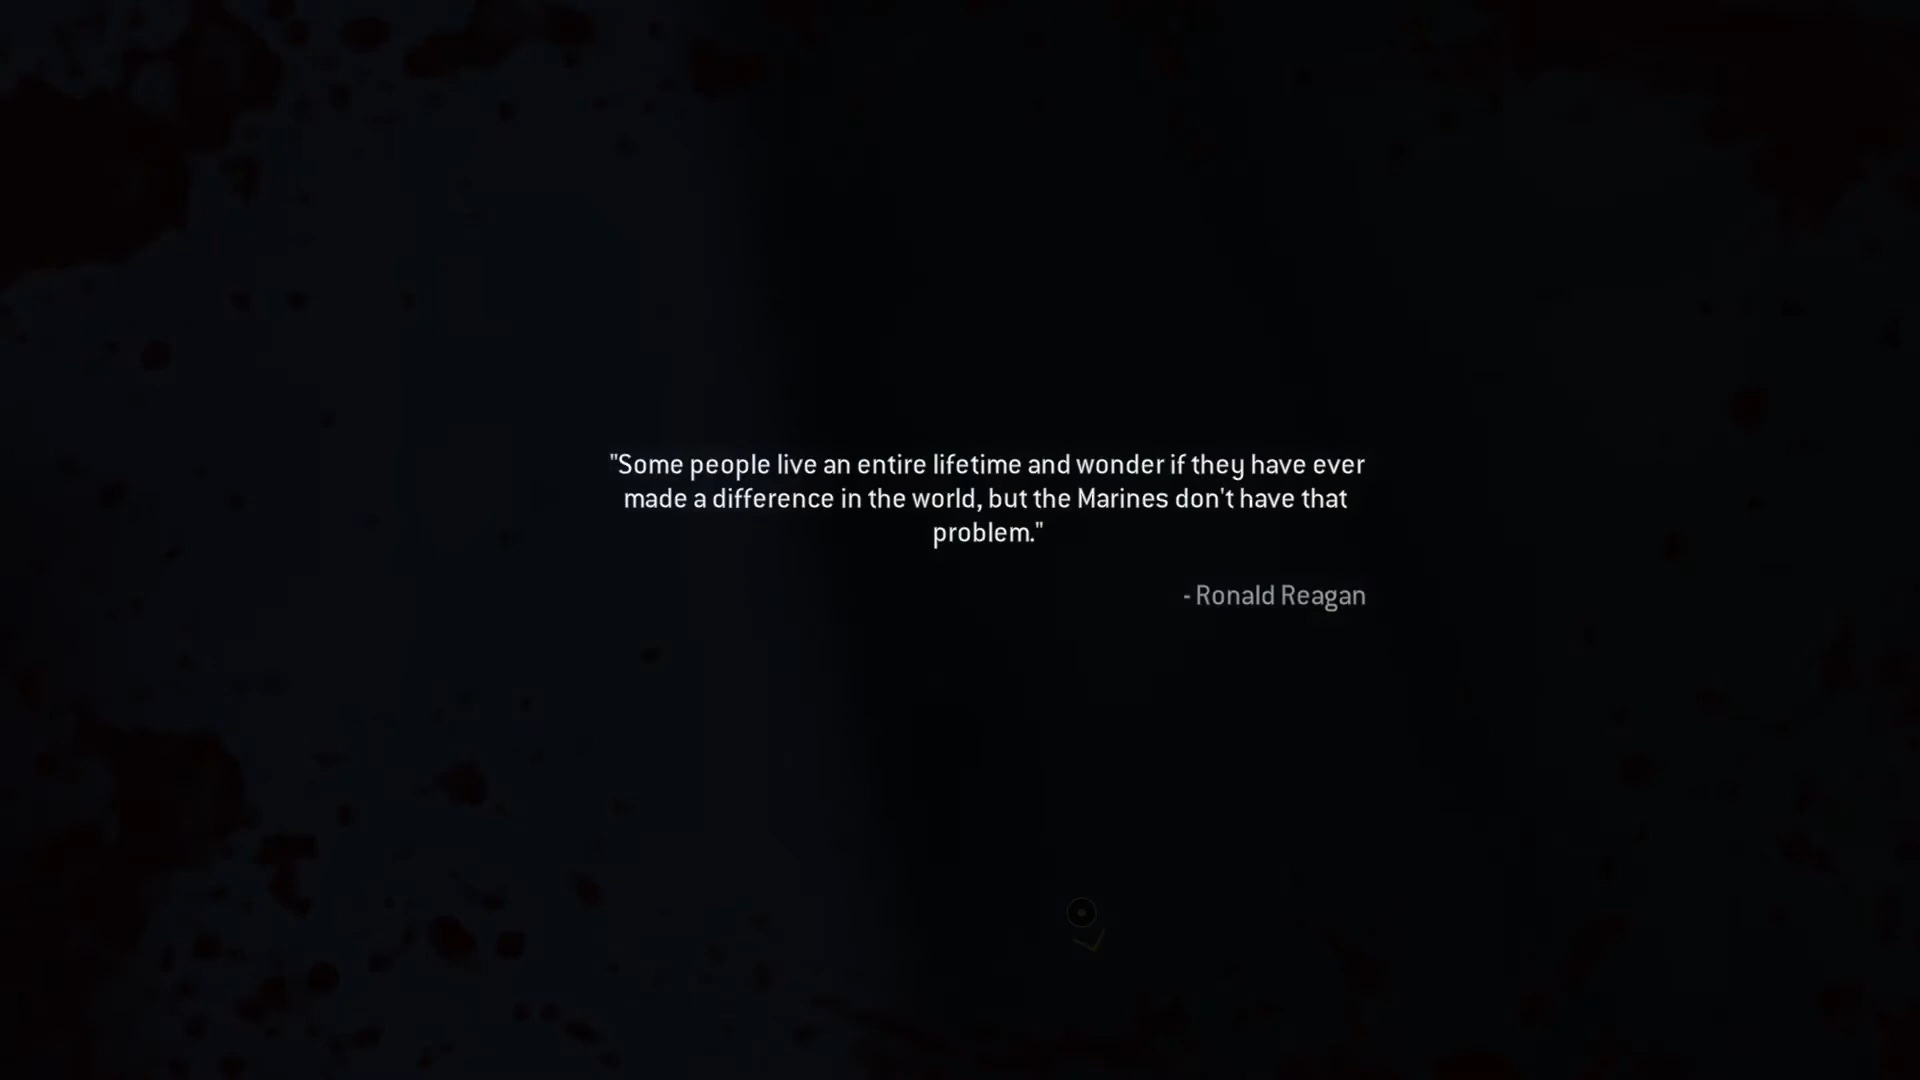 "Some people live an entire lifetime and wonder if they have ever
made a difference in the world, but the Marines don't have that
problem."
- Ronald Reagan